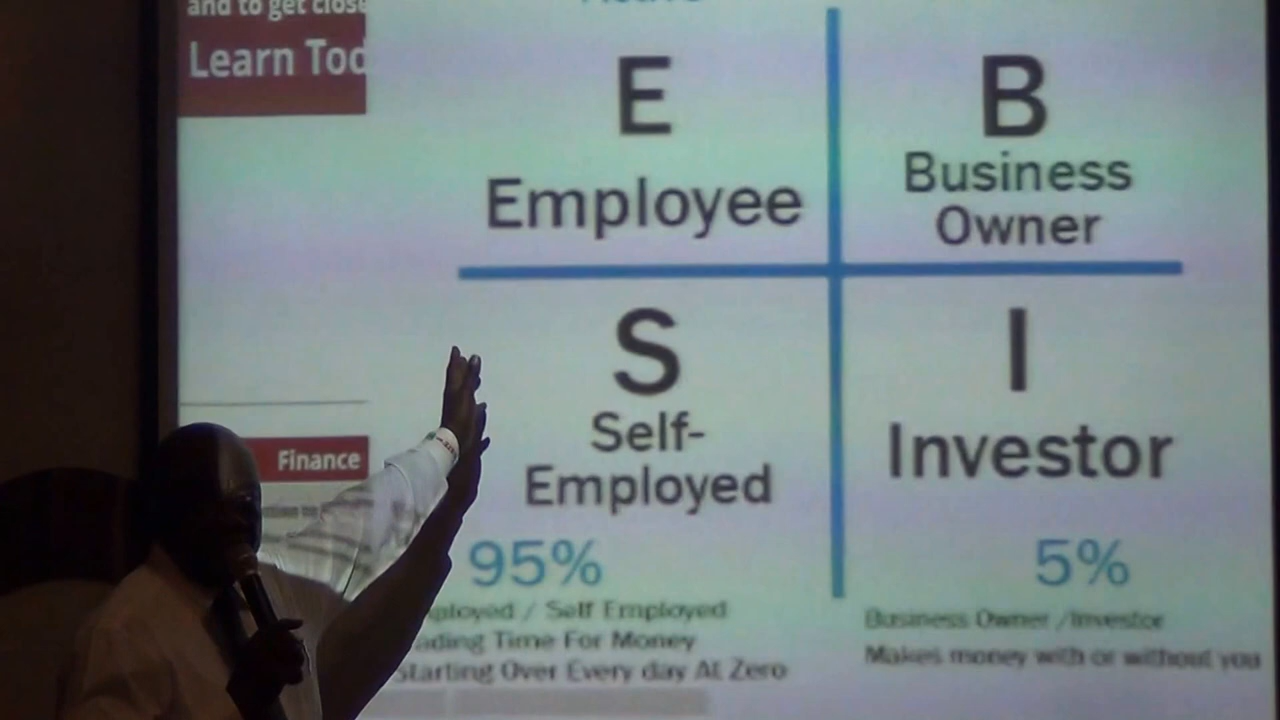 and to get close
Learn Tod
E
Employee
B
Business
Owner
S
Self-
Employed
I
Investor
Finance
95%
5%
ployed / Self Employed
ading Time For Money
Starting Over Every day At Zero
Business Owner /Investor
Makes money with or without you